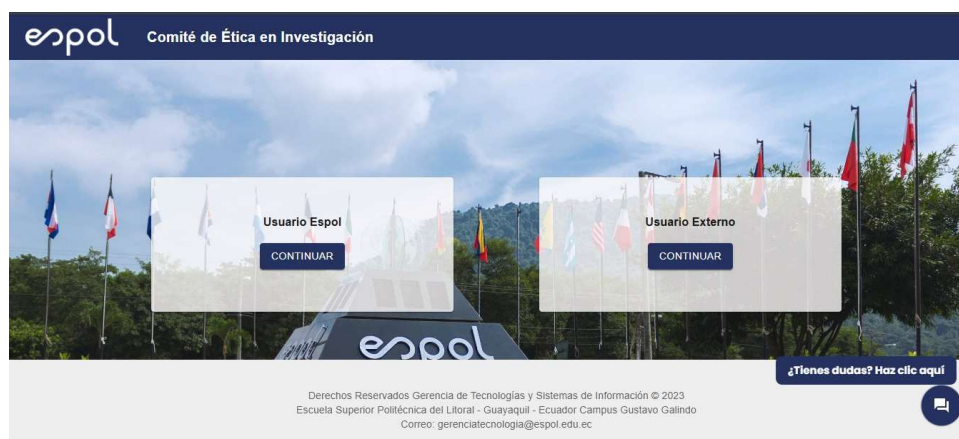 espol
Comité de Ética en Investigación
Usuario Espol
CONTINUAR
Usuario Externo
CONTINUAR
espol
¿Tienes dudas? Haz clic aquí
Derechos Reservados Gerencia de Tecnologías y Sistemas de Información © 2023
Escuela Superior Politécnica del Litoral - Guayaquil - Ecuador Campus Gustavo Galindo
Correo: gerenciatecnologia@espol.edu.ec